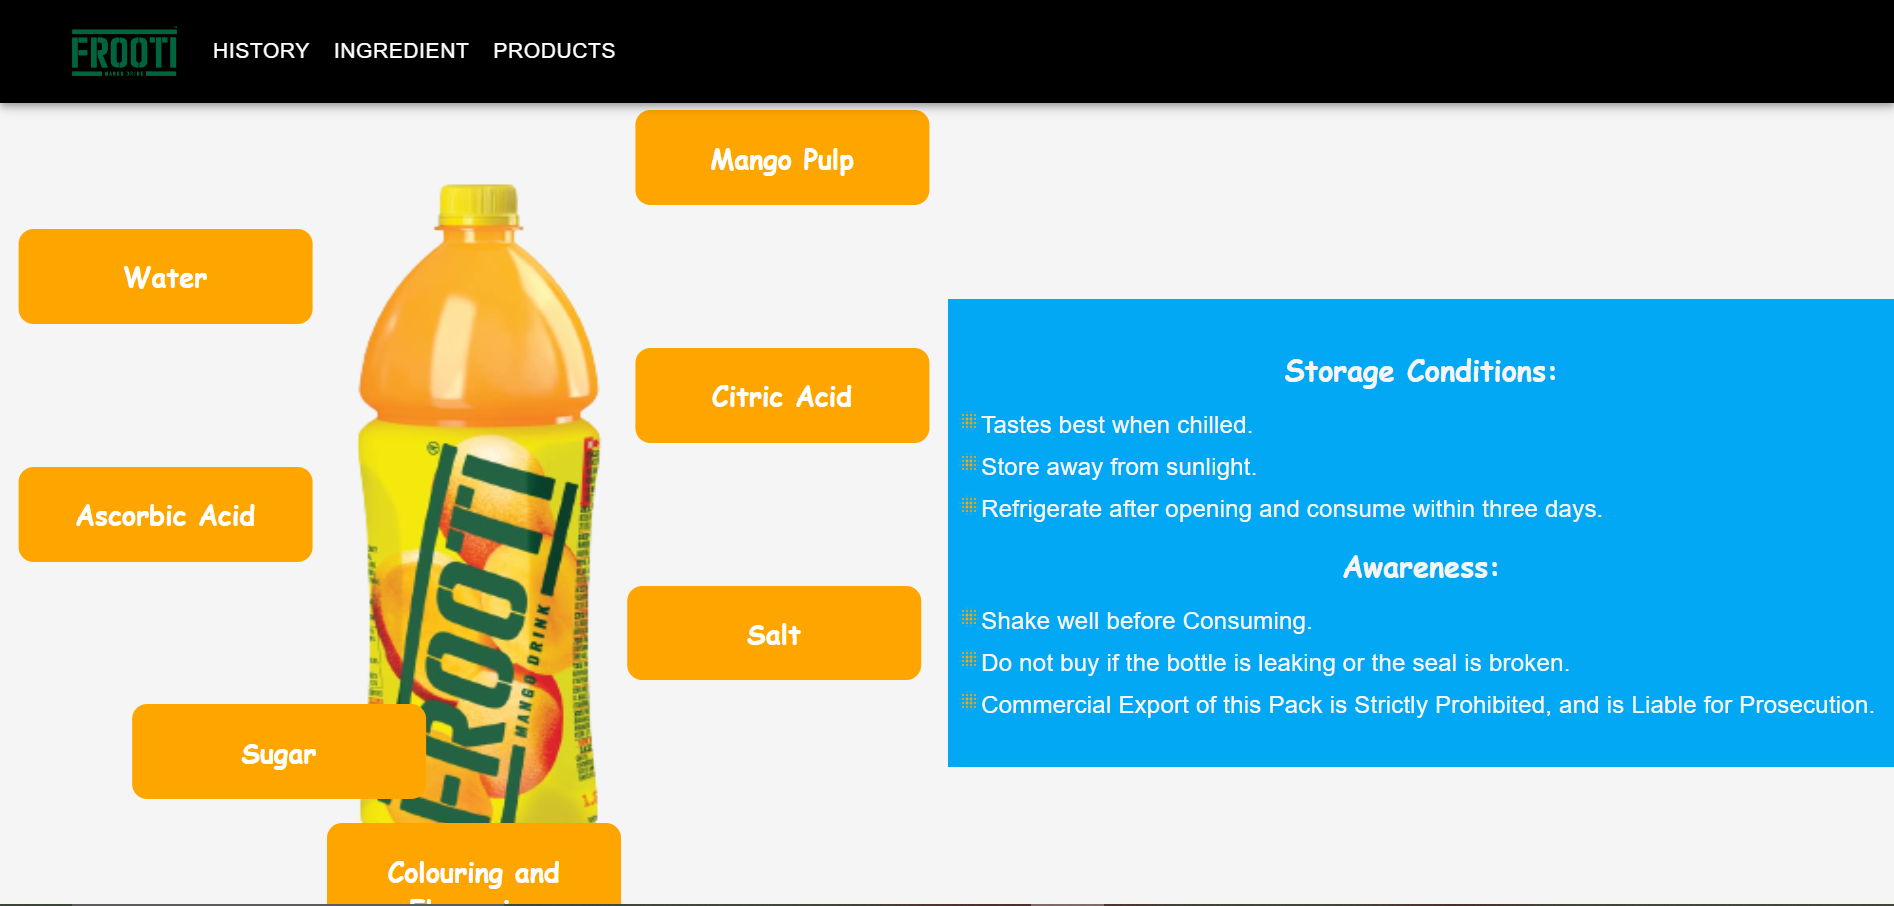 FROOTI
MANGO DRINK
HISTORY INGREDIENT PRODUCTS
Mango Pulp
Water
Citric Acid
Ascorbic Acid
Salt
Sugar
Colouring and
FROOTI
MANGO DRINK
Storage Conditions:
Tastes best when chilled.
Store away from sunlight.
Refrigerate after opening and consume within three days.
Awareness:
Shake well before Consuming.
Do not buy if the bottle is leaking or the seal is broken.
Commercial Export of this Pack is Strictly Prohibited, and is Liable for Prosecution.